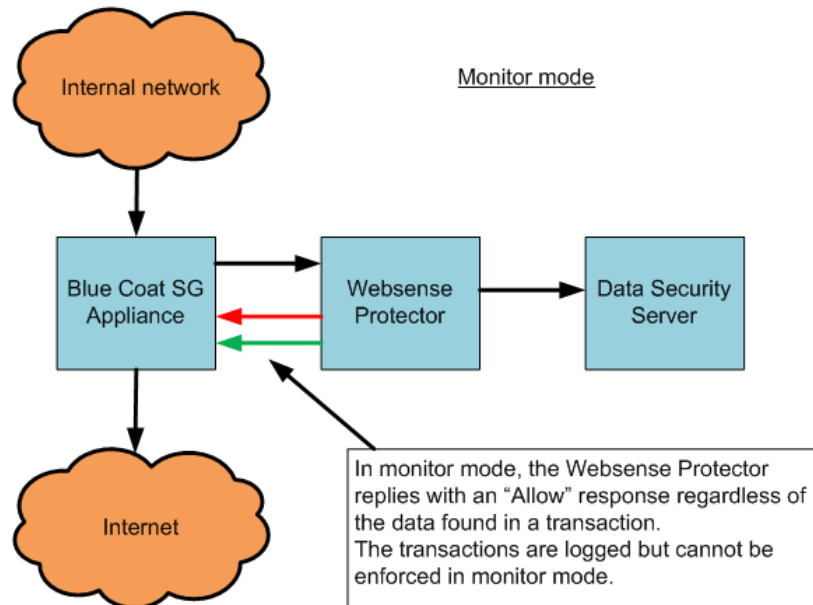 Internal network
Monitor mode
Blue Coat SG
Appliance
Websense
Protector
Data Security
Server
Internet
In monitor mode, the Websense Protector
replies with an “Allow” response regardless of
the data found in a transaction.
The transactions are logged but cannot be
enforced in monitor mode.